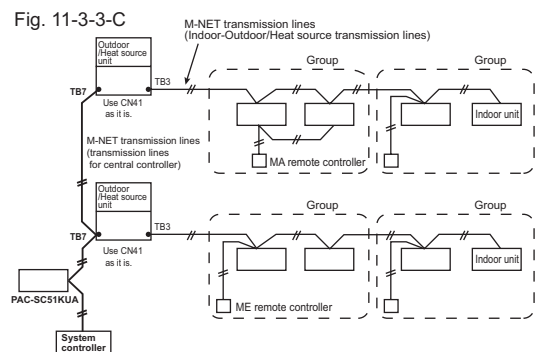 Fig. 11-3-3-C
M-NET transmission lines
(Indoor-Outdoor/Heat source transmission lines)
Outdoor
/Heat source
unit
TB7
TB3
Use CN41
as it is.
Group
Group
Indoor unit
MA remote controller
M-NET transmission lines
(transmission lines
for central controller)
Outdoor
/Heat source
unit
TB7
TB3
Use CN41
as it is.
Group
Group
Indoor unit
ME remote controller
PAC-SC51KUA
System
controller